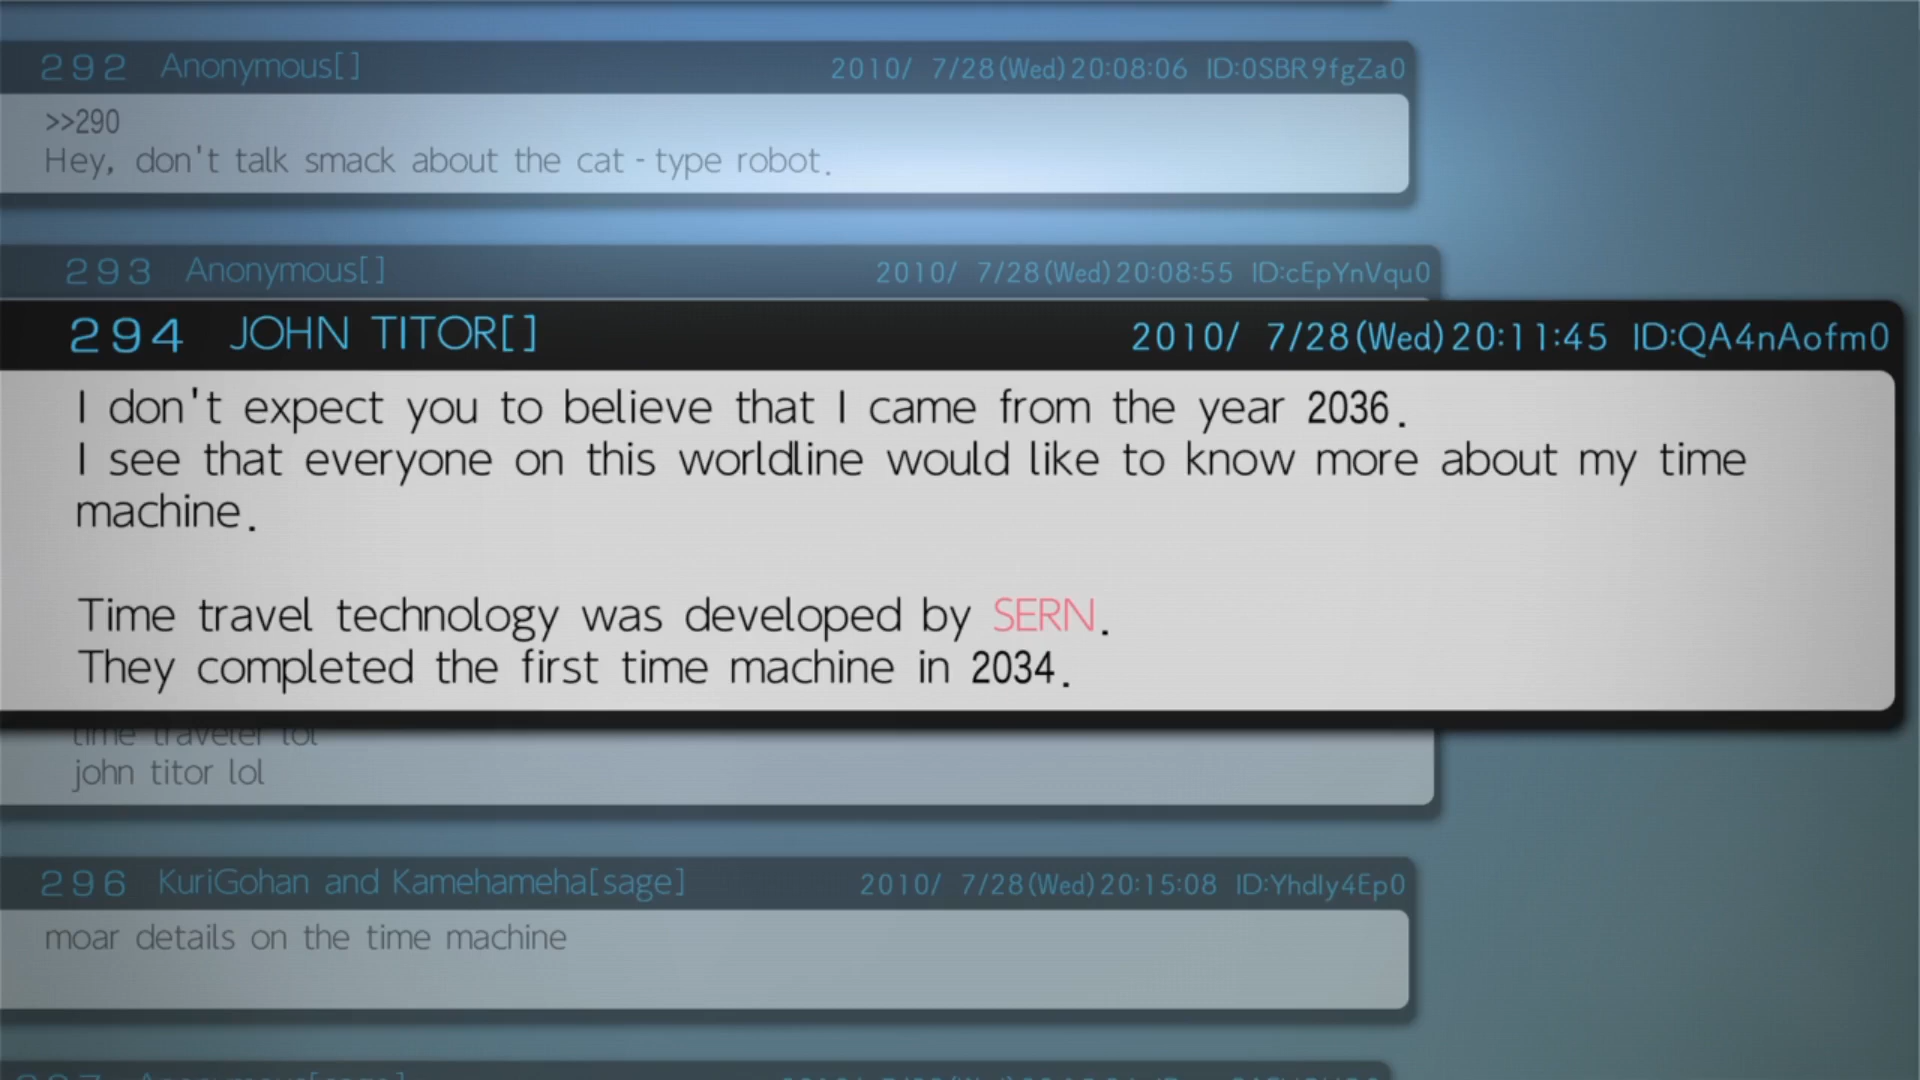 292 Anonymous[] 2010/ 7/28(Wed)20:08:06 ID:0SBR9fgZa0
>>290
Hey, don't talk smack about the cat-type robot.
293 Anonymous[] 2010/ 7/28(Wed)20:08:55 ID:cEpYnVqu0
294 JOHN TITOR[] 2010/ 7/28(Wed)20:11:45 ID:QA4nAofm0
I don't expect you to believe that I came from the year 2036.
I see that everyone on this worldline would like to know more about my time
machine.
Time travel technology was developed by SERN.
They completed the first time machine in 2034.
time traveler lol
john titor lol
296 KuriGohan and Kamehameha[sage] 2010/ 7/28(Wed)20:15:08 ID:Yhdly4Ep0
moar details on the time machine